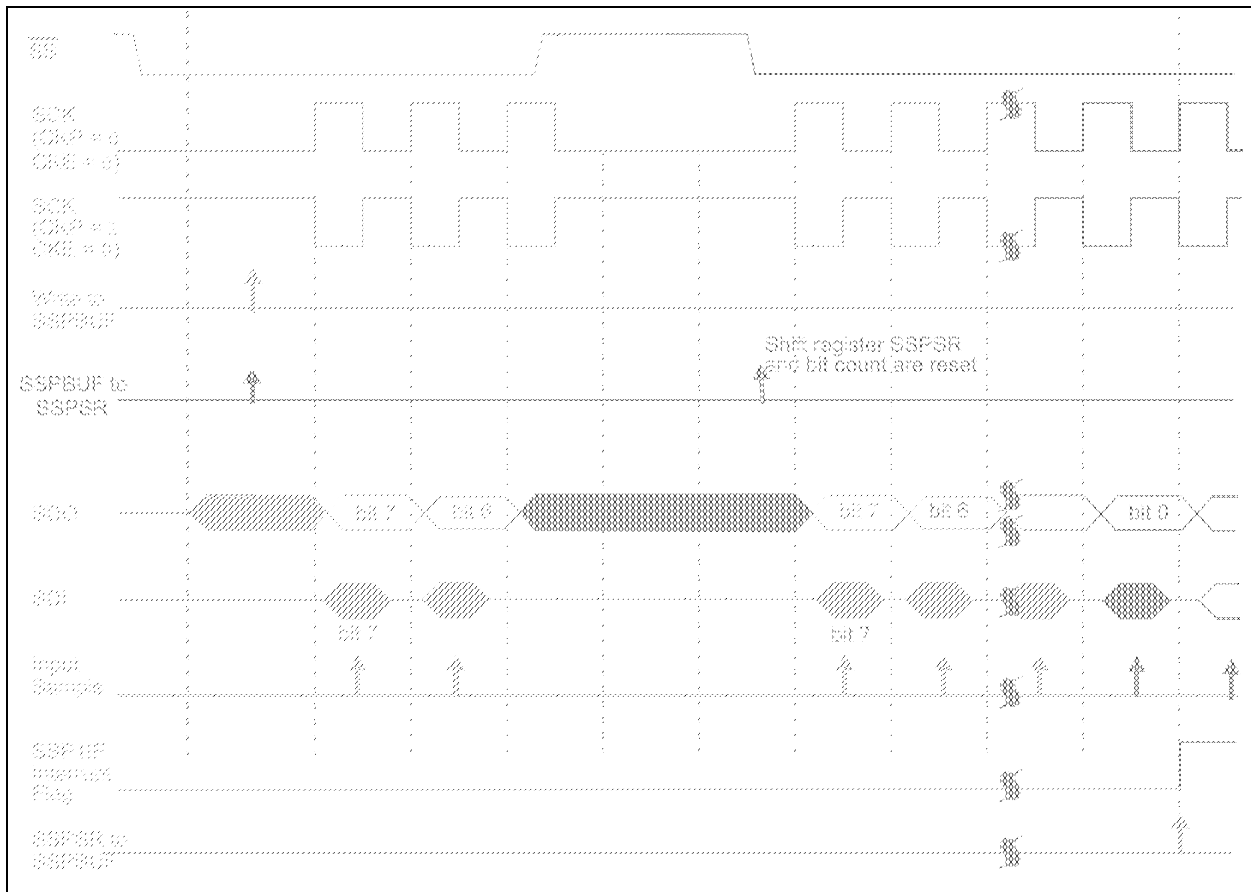 SS
SCK
(CKP = 0
CKE = 0)
SCK
(CKP = 1
CKE = 0)
Write to
SSPBUF
Shift register SSPSR
and bit count are reset
SSPBUF to
SSPSR
SDO
bit 7
bit 6
bit 7
bit 6
bit 0
SDI
bit 7
bit 7
Input
Sample
SSPIF
Interrupt
Flag
SSPSR to
SSPBUF